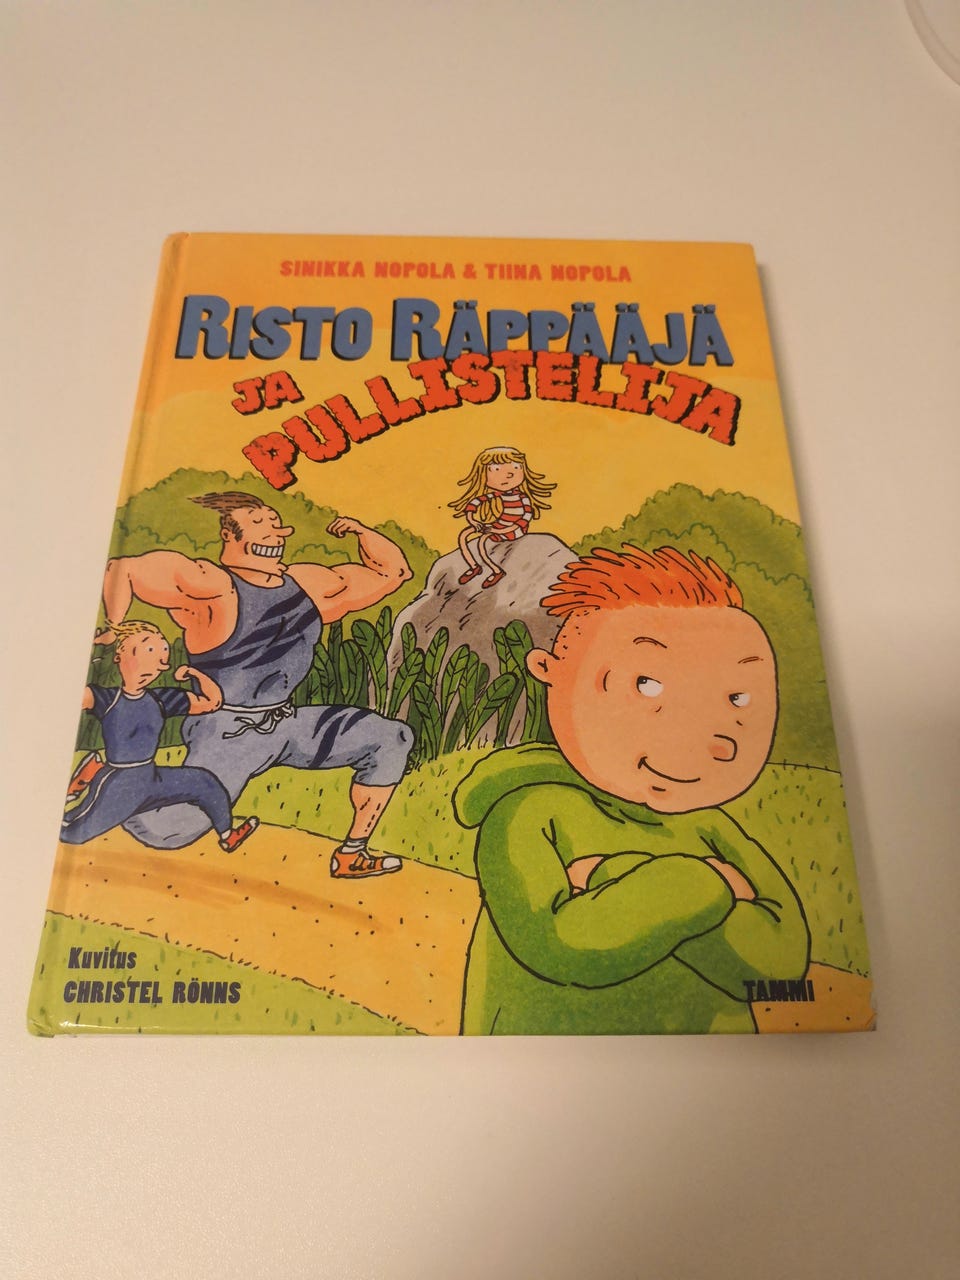 SINIKKA NOPOLA & TIINA NOPOLA
RISTO RÄPPÄÄJÄ
JA
PULLISTELIJA
Kuvitus
CHRISTEL RÖNNS
TAMMI